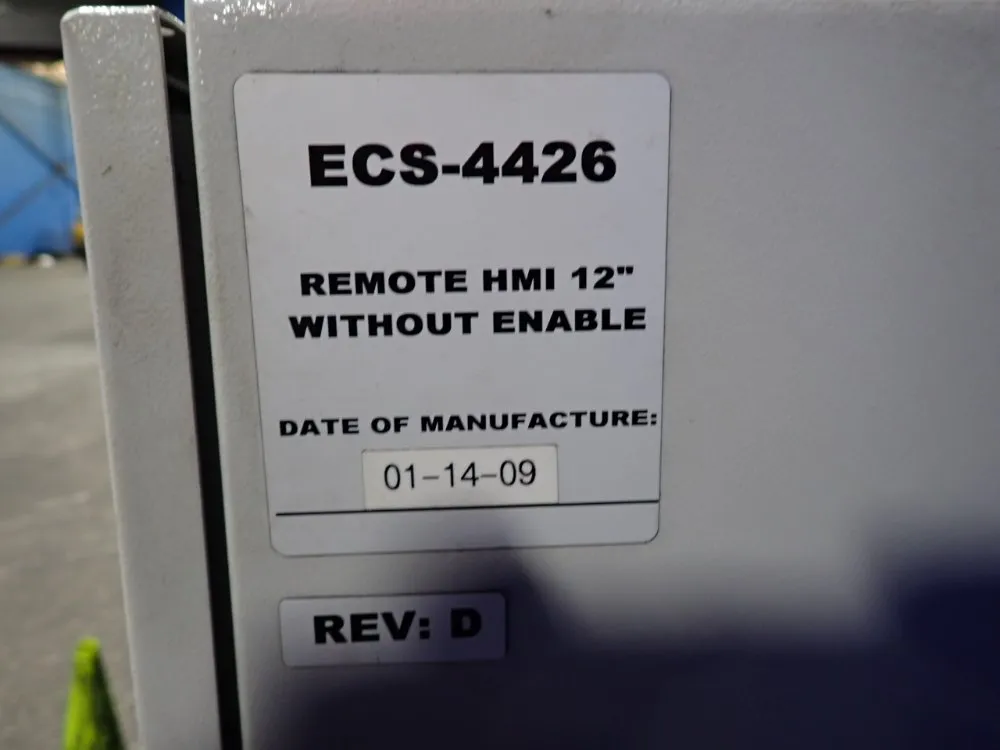 ECS-4426
REMOTE HMI 12"
WITHOUT ENABLE
DATE OF MANUFACTURE:
01-14-09
REV: D